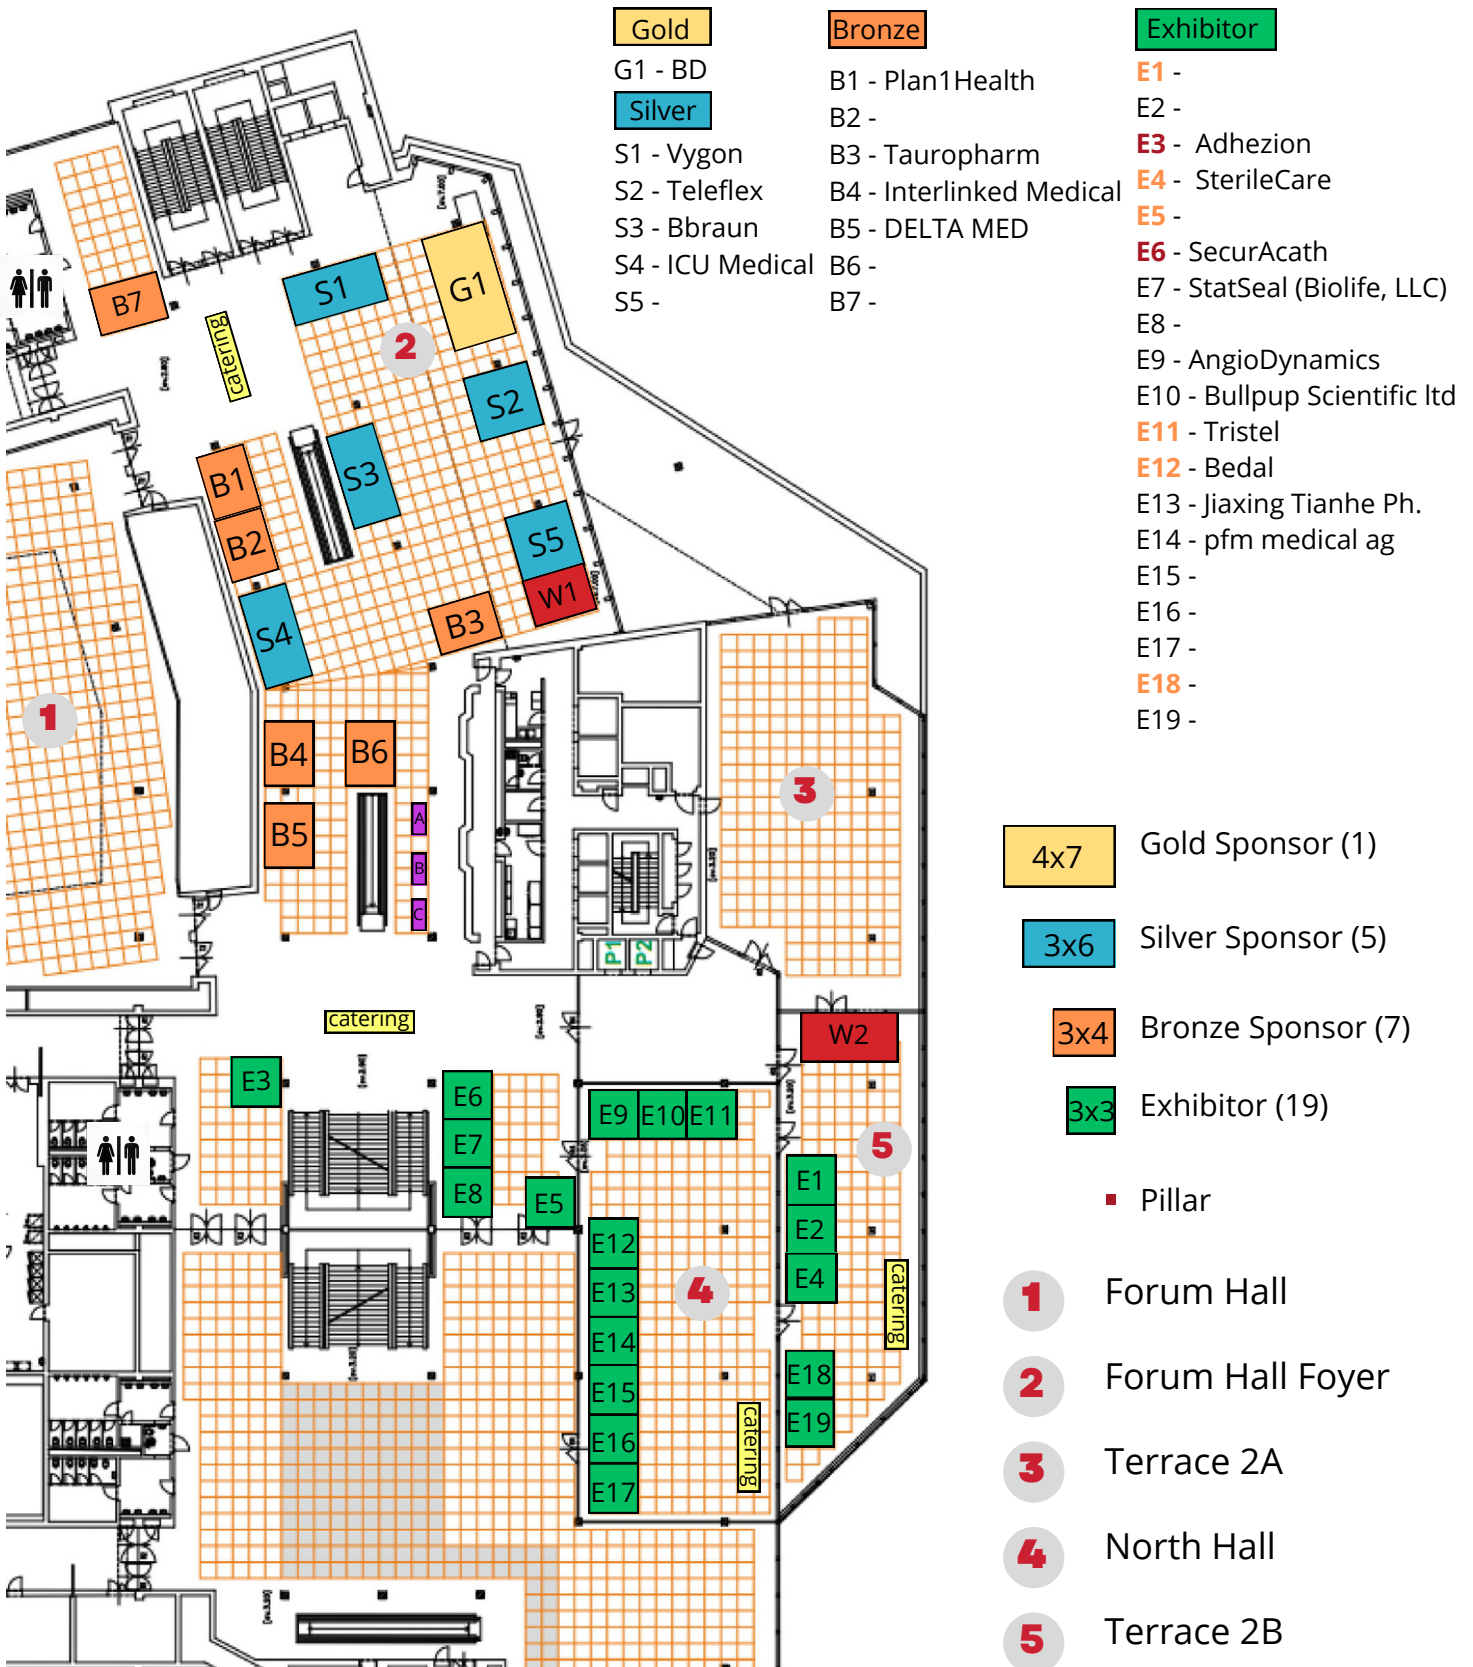 Gold
G1 - BD
Silver
S1 - Vygon
S2 - Teleflex
S3 - Bbraun
S4 - ICU Medical
S5 -
Bronze
B1 - Plan1Health
B2 -
B3 - Tauropharm
B4 - Interlinked Medical
B5 - DELTA MED
B6 -
B7 -
Exhibitor
E1 -
E2 -
E3 - Adhezion
E4 - SterileCare
E5 -
E6 - SecurAcath
E7 - StatSeal (Biolife, LLC)
E8 -
E9 - AngioDynamics
E10 - Bullpup Scientific ltd
E11 - Tristel
E12 - Bedal
E13 - Jiaxing Tianhe Ph.
E14 - pfm medical ag
E15 -
E16 -
E17 -
E18 -
E19 -
4x7
Gold Sponsor (1)
3x6
Silver Sponsor (5)
3x4
Bronze Sponsor (7)
3x3
Exhibitor (19)
Pillar
1
Forum Hall
2
Forum Hall Foyer
3
Terrace 2A
4
North Hall
5
Terrace 2B
B7
S1
G1
catering
2
S2
S3
B1
B2
S5
W1
S4
B3
1
B4
B6
B5
A
B
C
3
P1
P2
catering
W2
E3
E6
E7
E8
E5
E9
E10
E11
5
E1
E2
E4
catering
E12
E13
E14
E15
E16
E17
4
E18
E19
catering